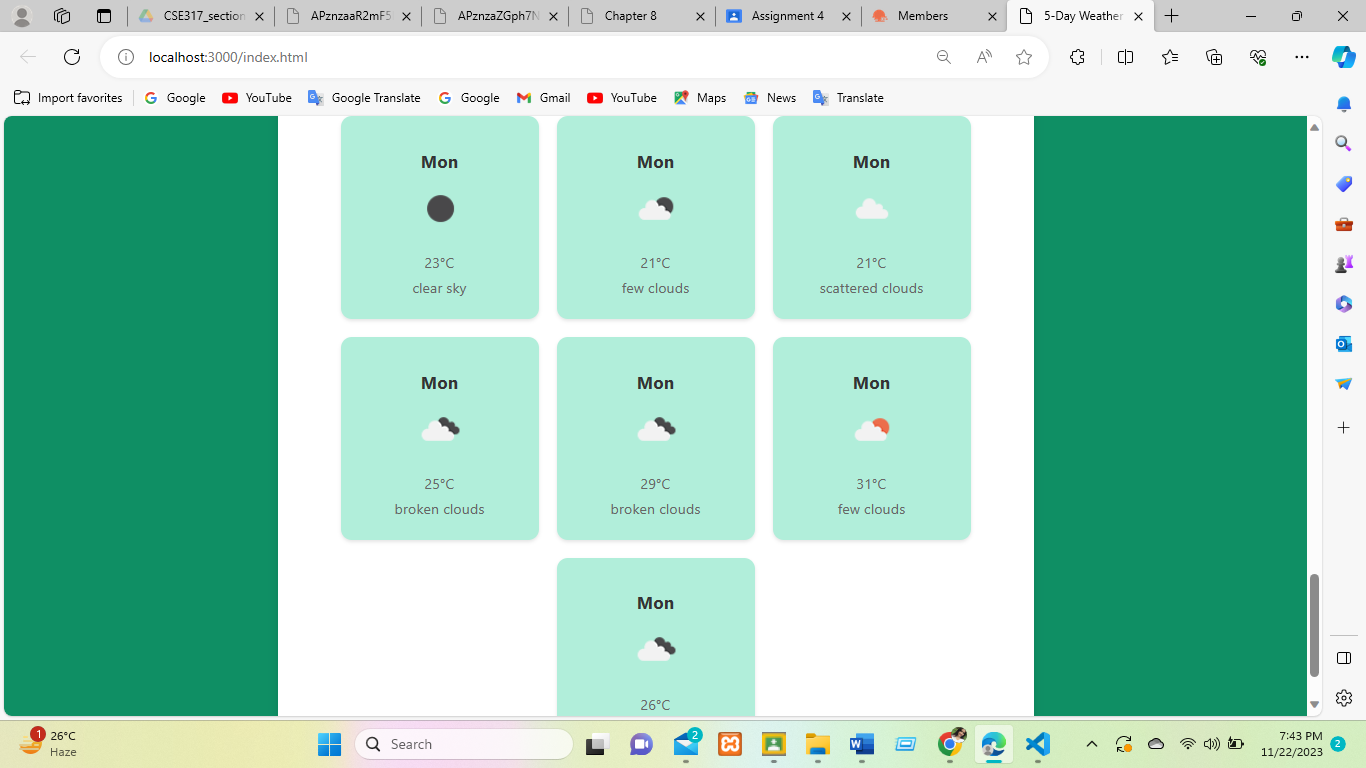 CSE317_section
APznzaaR2mF5
APznzaZGph7N
Chapter 8
Assignment 4
Members
5-Day Weather
localhost:3000/index.html
Import favorites
Google
YouTube
Google Translate
Google
Gmail
YouTube
Maps
News
Translate
Mon
Mon
Mon
23°C
21°C
21°C
clear sky
few clouds
scattered clouds
Mon
Mon
Mon
25°C
29°C
31°C
broken clouds
broken clouds
few clouds
Mon
26°C
1
26°C
Haze
Search
2
7:43 PM
11/22/2023
2